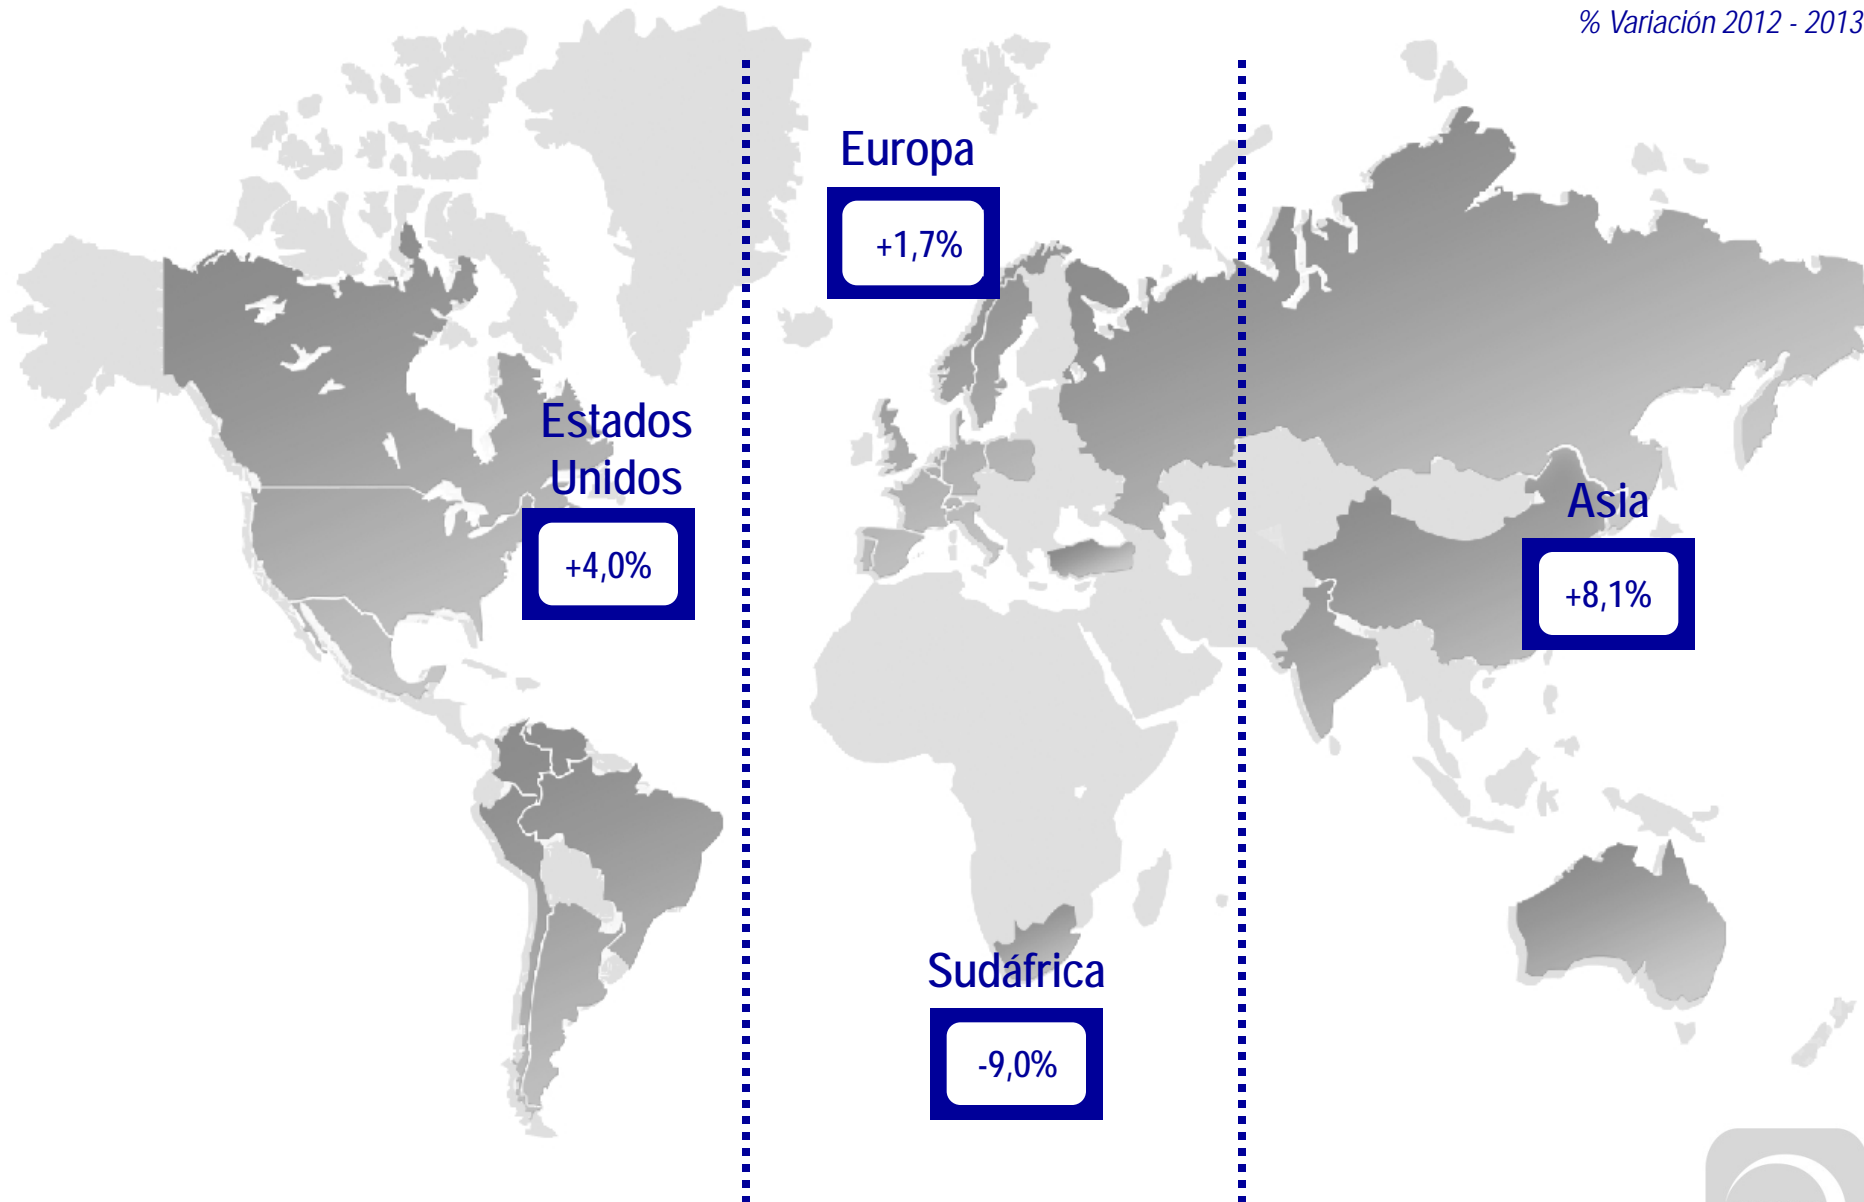 % Variación 2012 - 2013
Europa
+1,7%
Estados
Unidos
+4,0%
Asia
+8,1%
Sudáfrica
-9,0%